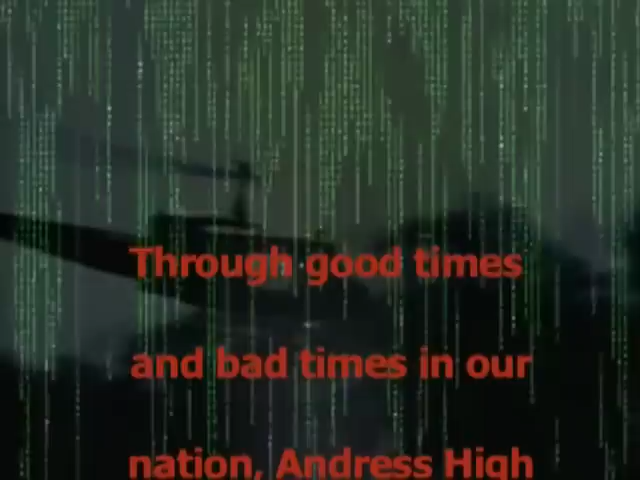 Through good times
and bad times in our
nation, Andress High